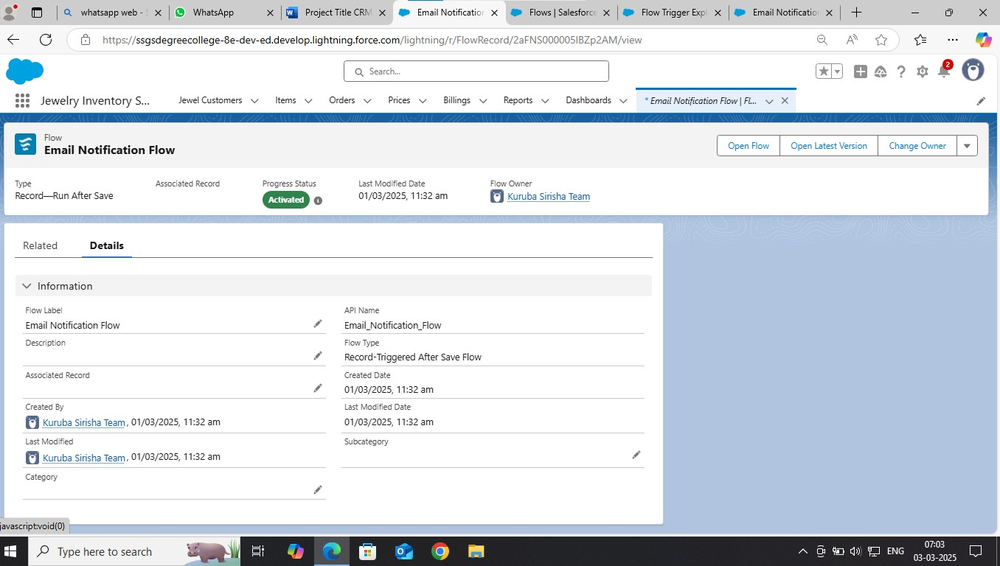 whatsapp web - S
WhatsApp
Project Title CRM
Email Notification
Flows | Salesforce
Flow Trigger Expl
Email Notification
https://ssgsdegreecollege-8e-dev-ed.develop.lightning.force.com/lightning/r/FlowRecord/2aFNS000005IBZp2AM/view
Search...
2
Jewelry Inventory S...
Jewel Customers
Items
Orders
Prices
Billings
Reports
Dashboards
* Email Notification Flow | Fl...
Flow
Email Notification Flow
Open Flow
Open Latest Version
Change Owner
Type
Associated Record
Progress Status
Last Modified Date
Flow Owner
Record—Run After Save
Activated
01/03/2025, 11:32 am
Kuruba Sirisha Team
Related
Details
Information
Flow Label
API Name
Email Notification Flow
Email_Notification_Flow
Description
Flow Type
Record-Triggered After Save Flow
Associated Record
Created Date
01/03/2025, 11:32 am
Created By
Last Modified Date
Kuruba Sirisha Team, 01/03/2025, 11:32 am
01/03/2025, 11:32 am
Last Modified
Subcategory
Kuruba Sirisha Team, 01/03/2025, 11:32 am
Category
javascript:void(0)
Type here to search
ENG
07:03
03-03-2025